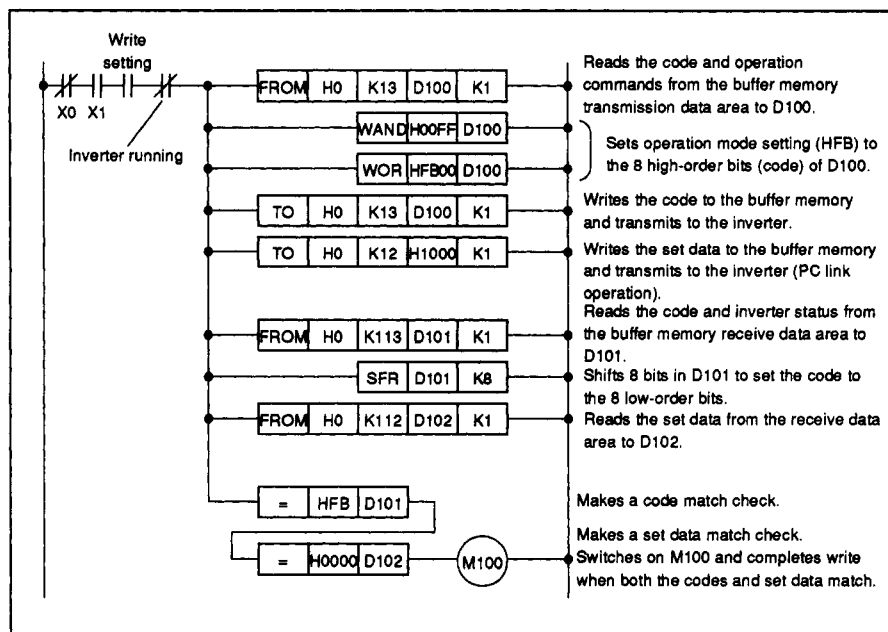 Write
setting
X0 X1
Inverter running
FROM H0 K13 D100 K1
Reads the code and operation
commands from the buffer memory
transmission data area to D100.
WAND H00FF D100
WOR HFB00 D100
Sets operation mode setting (HFB) to
the 8 high-order bits (code) of D100.
TO H0 K13 D100 K1
Writes the code to the buffer memory
and transmits to the inverter.
TO H0 K12 H1000 K1
Writes the set data to the buffer memory
and transmits to the inverter (PC link
operation).
FROM H0 K113 D101 K1
Reads the code and inverter status from
the buffer memory receive data area to
D101.
SFR D101 K8
Shifts 8 bits in D101 to set the code to
the 8 low-order bits.
FROM H0 K112 D102 K1
Reads the set data from the receive data
area to D102.
= HFB D101
Makes a code match check.
= H0000 D102 M100
Makes a set data match check.
Switches on M100 and completes write
when both the codes and set data match.